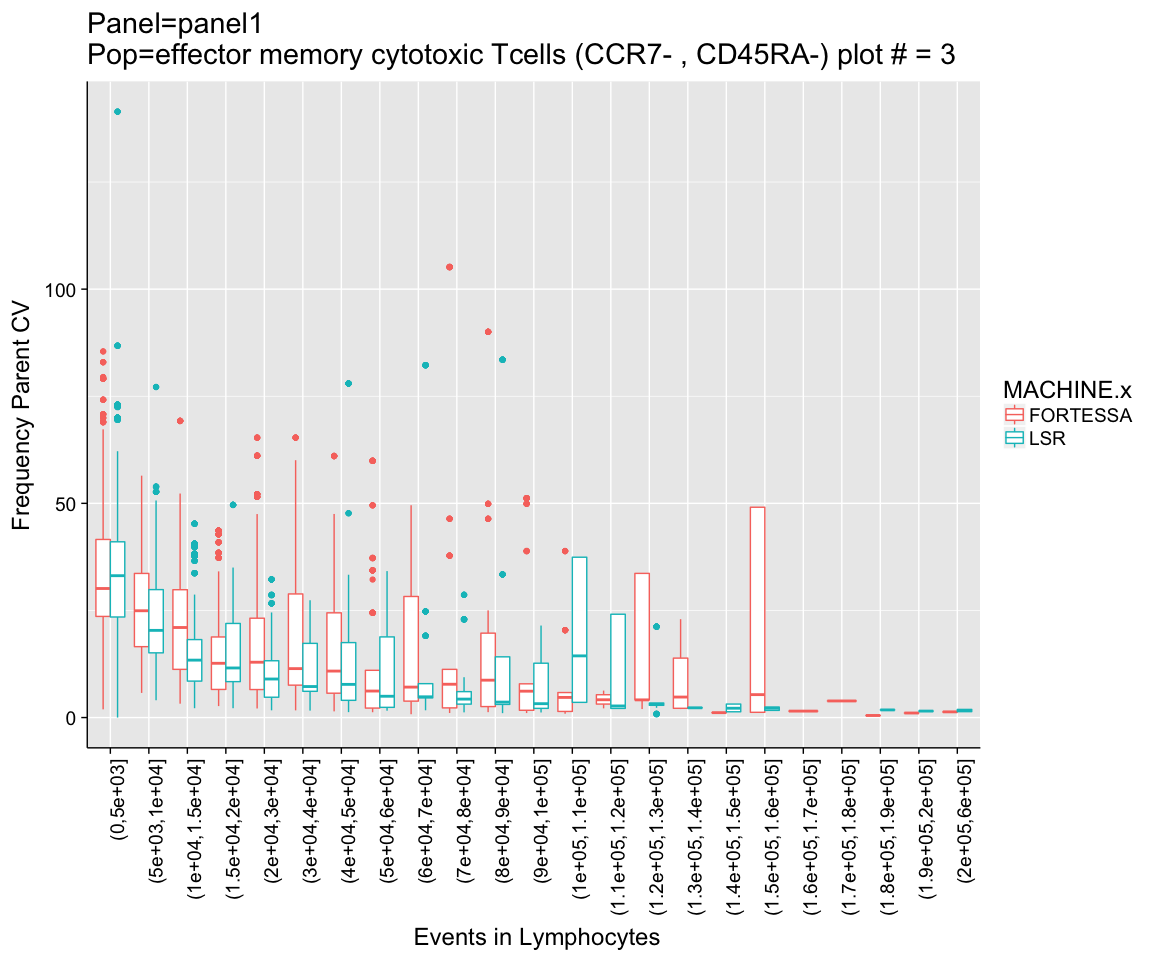 Panel=panel1
Pop=effector memory cytotoxic Tcells (CCR7- , CD45RA-) plot # = 3
Frequency Parent CV
100
50
0
MACHINE.x
FORTESSA
LSR
(0,5e+03]
(5e+03,1e+04]
(1e+04,1.5e+04]
(1.5e+04,2e+04]
(2e+04,3e+04]
(3e+04,4e+04]
(4e+04,5e+04]
(5e+04,6e+04]
(6e+04,7e+04]
(7e+04,8e+04]
(8e+04,9e+04]
(9e+04,1e+05]
(1e+05,1.1e+05]
(1.1e+05,1.2e+05]
(1.2e+05,1.3e+05]
(1.3e+05,1.4e+05]
(1.4e+05,1.5e+05]
(1.5e+05,1.6e+05]
(1.6e+05,1.7e+05]
(1.7e+05,1.8e+05]
(1.8e+05,1.9e+05]
(1.9e+05,2e+05]
(2e+05,6e+05]
Events in Lymphocytes